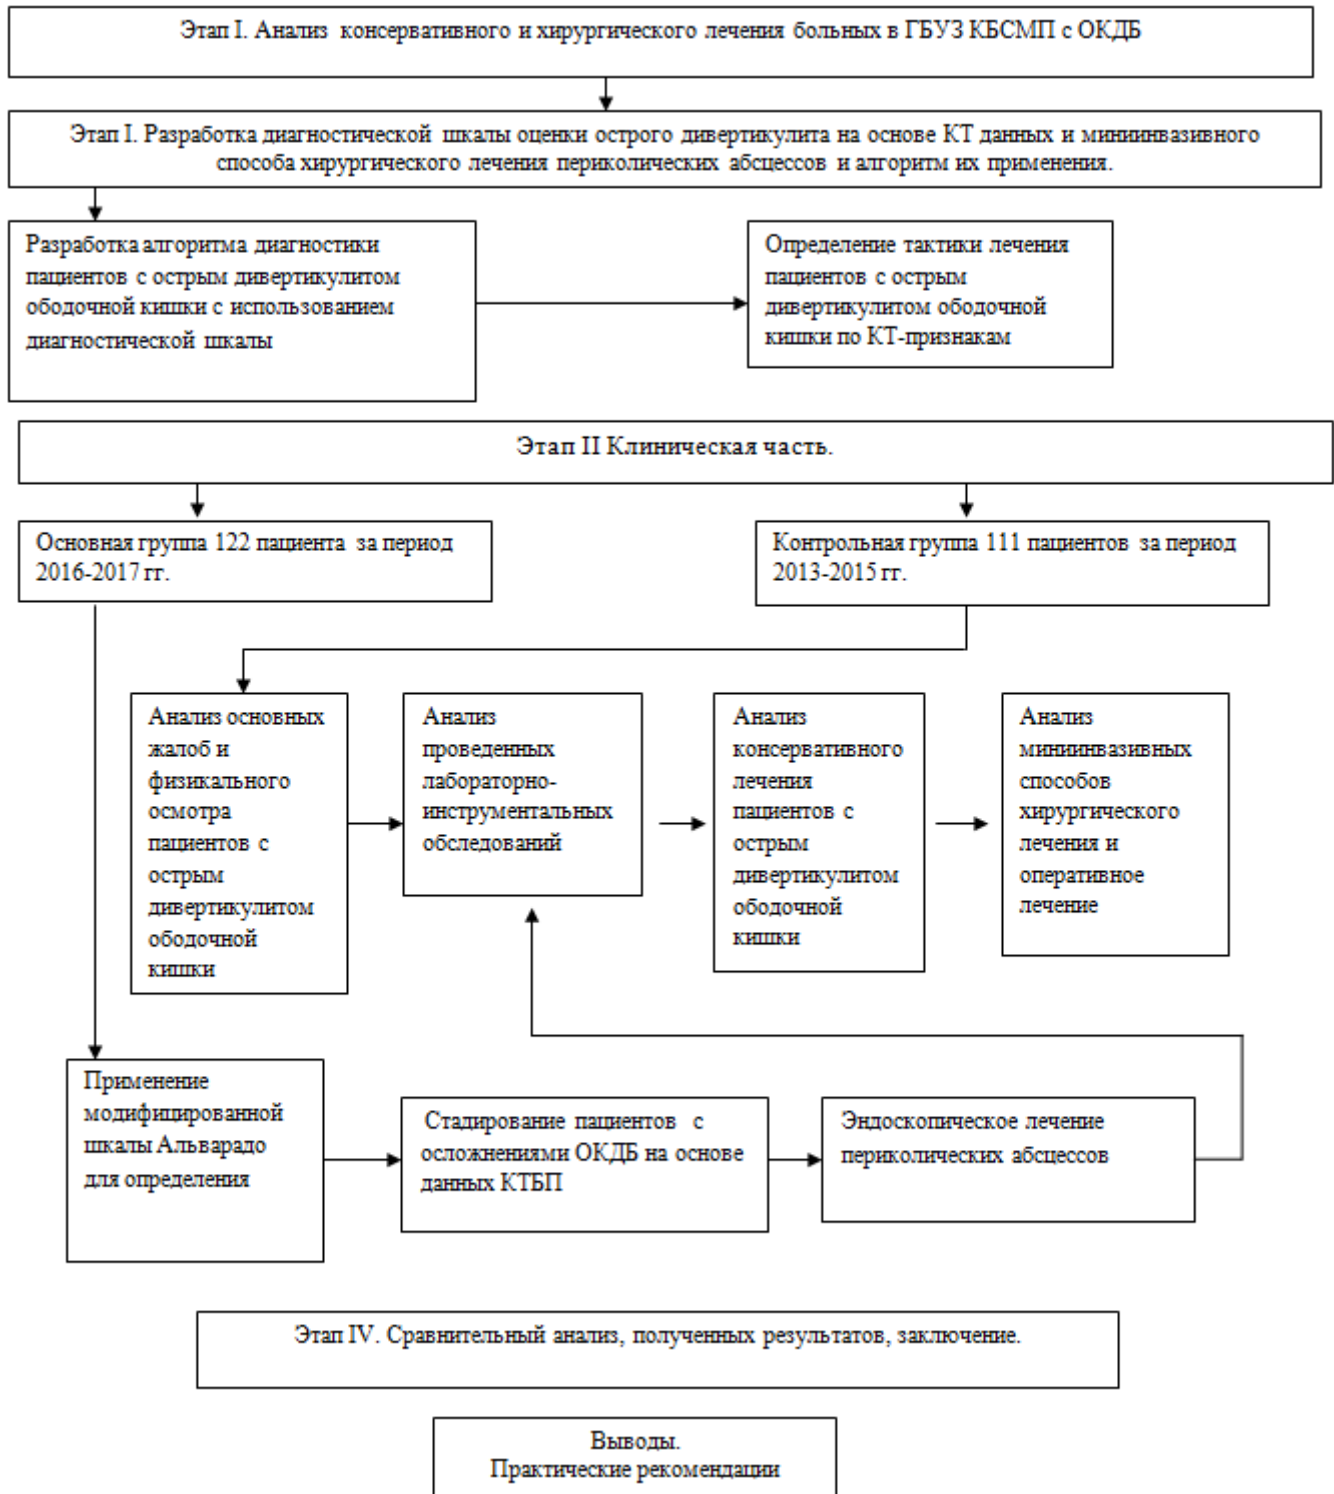 Этап I. Анализ консервативного и хирургического лечения больных в ГБУЗ КБСМП с ОКДБ
Этап I. Разработка диагностической шкалы оценки острого дивертикулита на основе КТ данных и миниинвазивного
способа хирургического лечения периколических абсцессов и алгоритм их применения.
Разработка алгоритма диагностики
пациентов с острым дивертикулитом
ободочной кишки с использованием
диагностической шкалы
Определение тактики лечения
пациентов с острым
дивертикулитом ободочной
кишки по КТ-признакам
Этап II Клиническая часть.
Основная группа 122 пациента за период
2016-2017 гг.
Контрольная группа 111 пациентов за период
2013-2015 гг.
Анализ основных
жалоб и
физикального
осмотра
пациентов с
острым
дивертикулитом
ободочной
кишки
Анализ
проведенных
лабораторно-
инструментальных
обследований
Анализ
консервативного
лечения
пациентов с
острым
дивертикулитом
ободочной
кишки
Анализ
миниинвазивных
способов
хирургического
лечения и
оперативное
лечение
Применение
модифицированной
шкалы Альварадо
для определения
Стадирование пациентов с
осложнениями ОКДБ на основе
данных КТБП
Эндоскопическое лечение
периколических абсцессов
Этап IV. Сравнительный анализ, полученных результатов, заключение.
Выводы.
Практические рекомендации